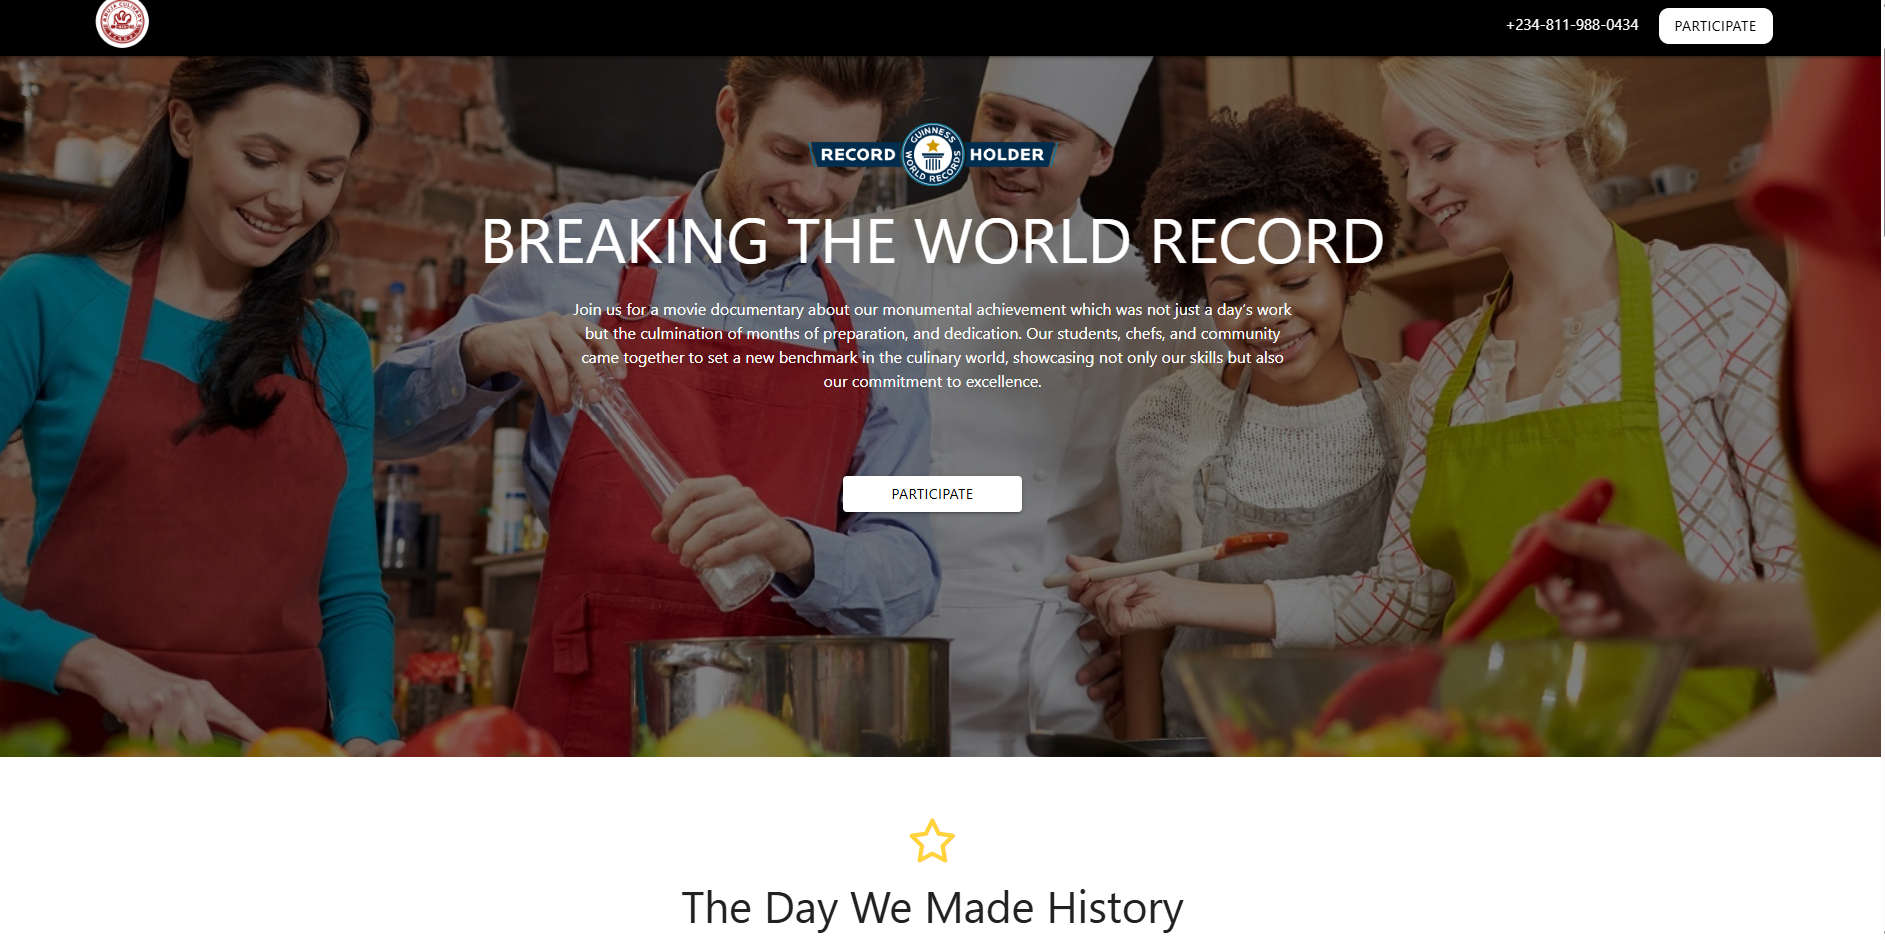 ABUJA CULINARY
+234-811-988-0434
PARTICIPATE
RECORD HOLDER
GUINNESS WORLD RECORDS
BREAKING THE WORLD RECORD
Join us for a movie documentary about our monumental achievement which was not just a day's work
but the culmination of months of preparation, and dedication. Our students, chefs, and community
came together to set a new benchmark in the culinary world, showcasing not only our skills but also
our commitment to excellence.
PARTICIPATE
The Day We Made History